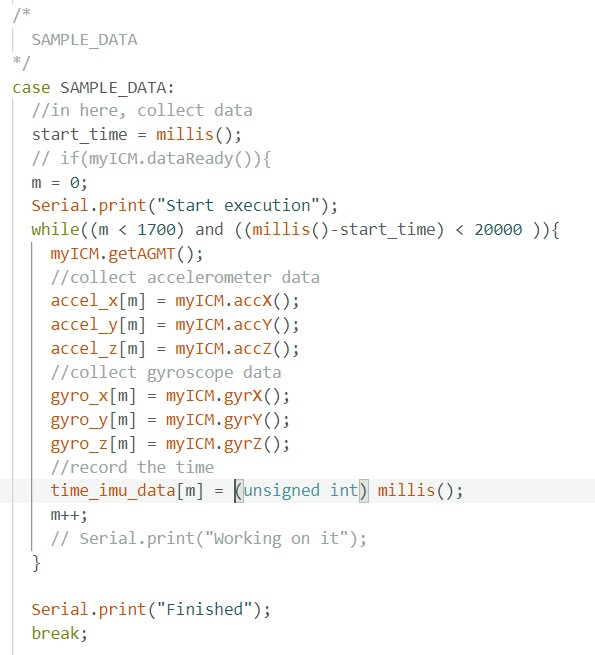 /*
SAMPLE_DATA
*/
case SAMPLE_DATA:
//in here, collect data
start_time = millis();
// if(myICM.dataReady()){
m = 0;
Serial.print("Start execution");
while((m < 1700) and ((millis()-start_time) < 20000 )){
myICM.getAGMT();
//collect accelerometer data
accel_x[m] = myICM.accX();
accel_y[m] = myICM.accY();
accel_z[m] = myICM.accZ();
//collect gyroscope data
gyro_x[m] = myICM.gyrX();
gyro_y[m] = myICM.gyrY();
gyro_z[m] = myICM.gyrZ();
//record the time
time_imu_data[m] = (unsigned int) millis();
m++;
// Serial.print("Working on it");
}
Serial.print("Finished");
break;